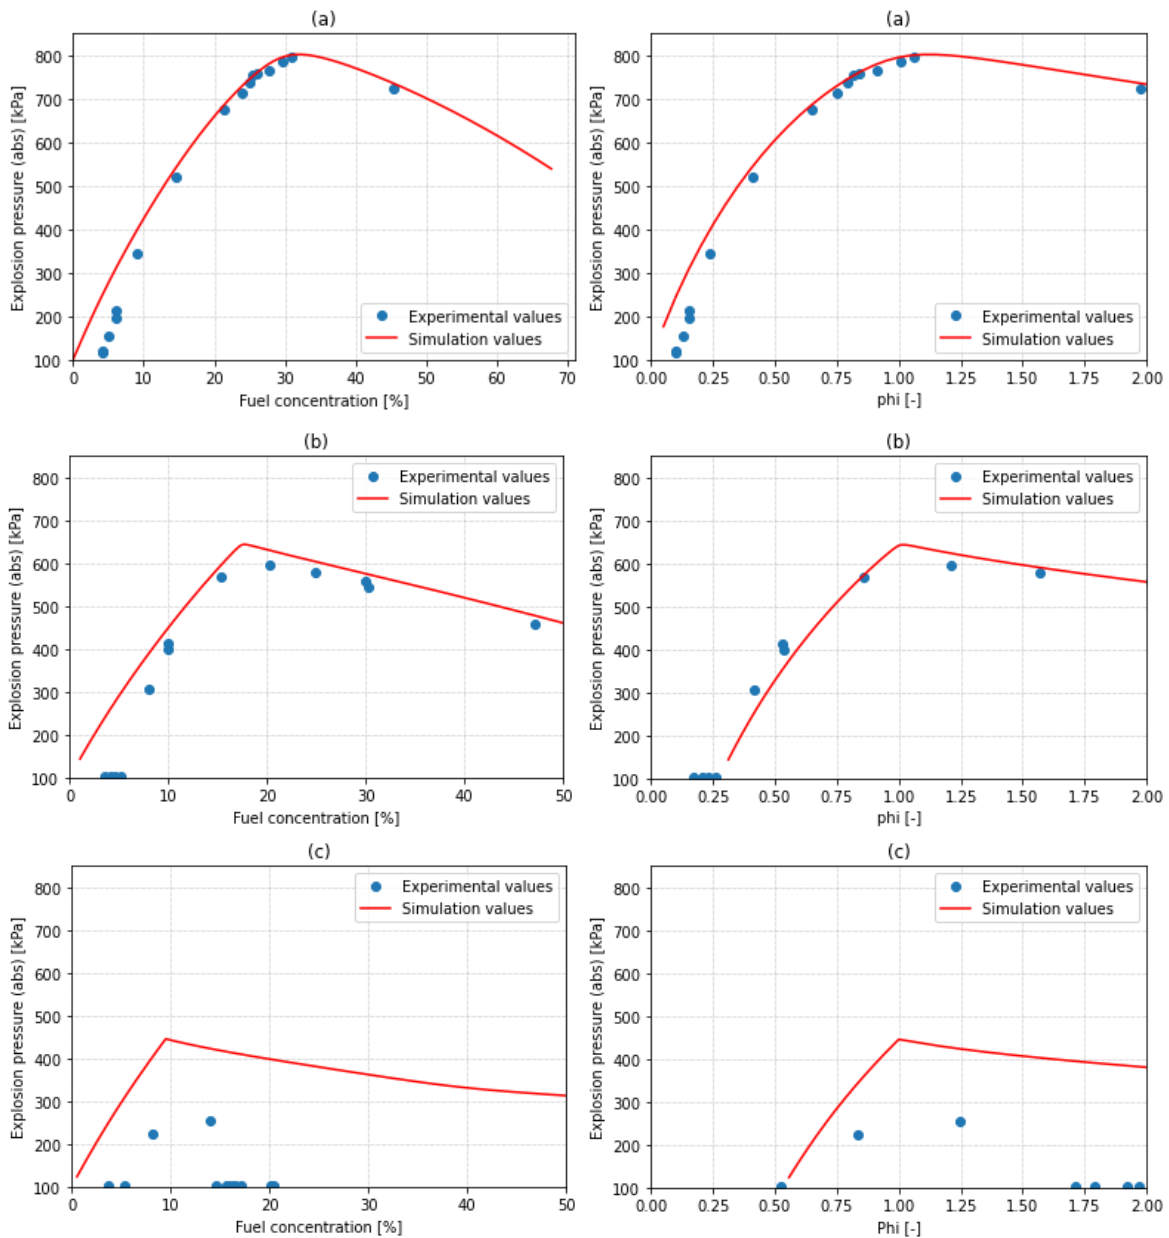 (a)
Explosion pressure (abs) [kPa]
800
700
600
500
400
300
200
100
0 10 20 30 40 50 60 70
Fuel concentration [%]
Experimental values
Simulation values
(a)
Explosion pressure (abs) [kPa]
800
700
600
500
400
300
200
100
0.00 0.25 0.50 0.75 1.00 1.25 1.50 1.75 2.00
phi [-]
Experimental values
Simulation values
(b)
Explosion pressure (abs) [kPa]
800
700
600
500
400
300
200
100
0 10 20 30 40 50
Fuel concentration [%]
Experimental values
Simulation values
(b)
Explosion pressure (abs) [kPa]
800
700
600
500
400
300
200
100
0.00 0.25 0.50 0.75 1.00 1.25 1.50 1.75 2.00
phi [-]
Experimental values
Simulation values
(c)
Explosion pressure (abs) [kPa]
800
700
600
500
400
300
200
100
0 10 20 30 40 50
Fuel concentration [%]
Experimental values
Simulation values
(c)
Explosion pressure (abs) [kPa]
800
700
600
500
400
300
200
100
0.00 0.25 0.50 0.75 1.00 1.25 1.50 1.75 2.00
Phi [-]
Experimental values
Simulation values